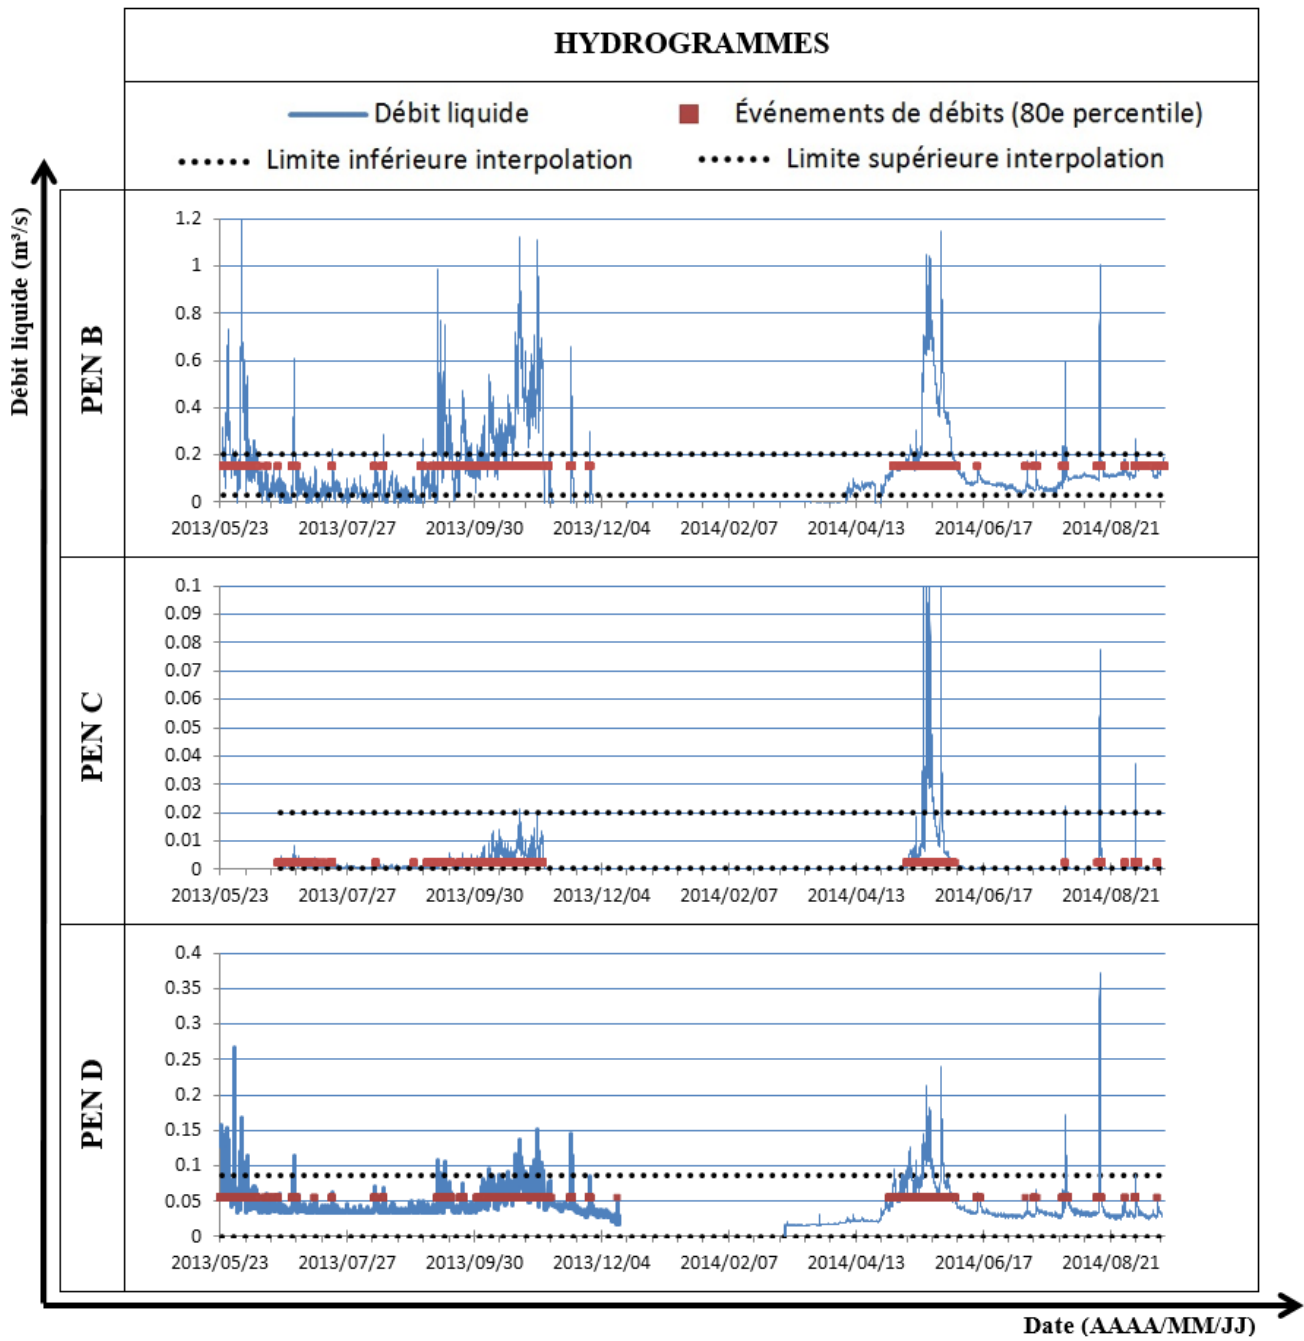 HYDROGRAMMES
Débit liquide
Événements de débits (80e percentile)
Limite inférieure interpolation
Limite supérieure interpolation
Débit liquide (m³/s)
PEN B
1.2
1
0.8
0.6
0.4
0.2
0
2013/05/23 2013/07/27 2013/09/30 2013/12/04 2014/02/07 2014/04/13 2014/06/17 2014/08/21
PEN C
0.1
0.09
0.08
0.07
0.06
0.05
0.04
0.03
0.02
0.01
0
2013/05/23 2013/07/27 2013/09/30 2013/12/04 2014/02/07 2014/04/13 2014/06/17 2014/08/21
PEN D
0.4
0.35
0.3
0.25
0.2
0.15
0.1
0.05
0
2013/05/23 2013/07/27 2013/09/30 2013/12/04 2014/02/07 2014/04/13 2014/06/17 2014/08/21
Date (AAAA/MM/JJ)